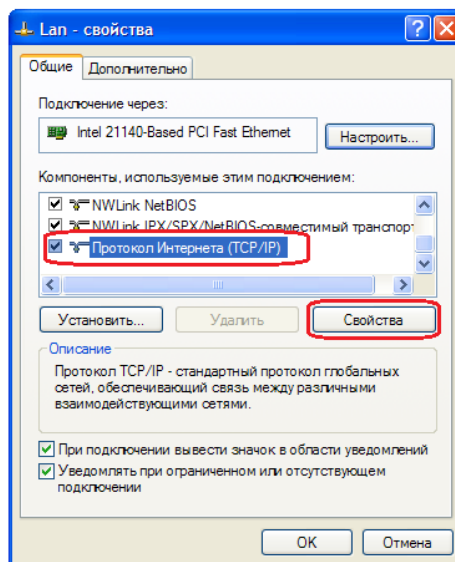 Lan - свойства
Общие
Дополнительно
Подключение через:
Intel 21140-Based PCI Fast Ethernet
Настроить...
Компоненты, используемые этим подключением:
NWLink NetBIOS
NWLink IPX/SPX/NetBIOS-совместимый транспорт
Протокол Интернета (TCP/IP)
Установить...
Удалить
Свойства
Описание
Протокол TCP/IP - стандартный протокол глобальных
сетей, обеспечивающий связь между различными
взаимодействующими сетями.
При подключении вывести значок в области уведомлений
Уведомлять при ограниченном или отсутствующем
подключении
OK
Отмена